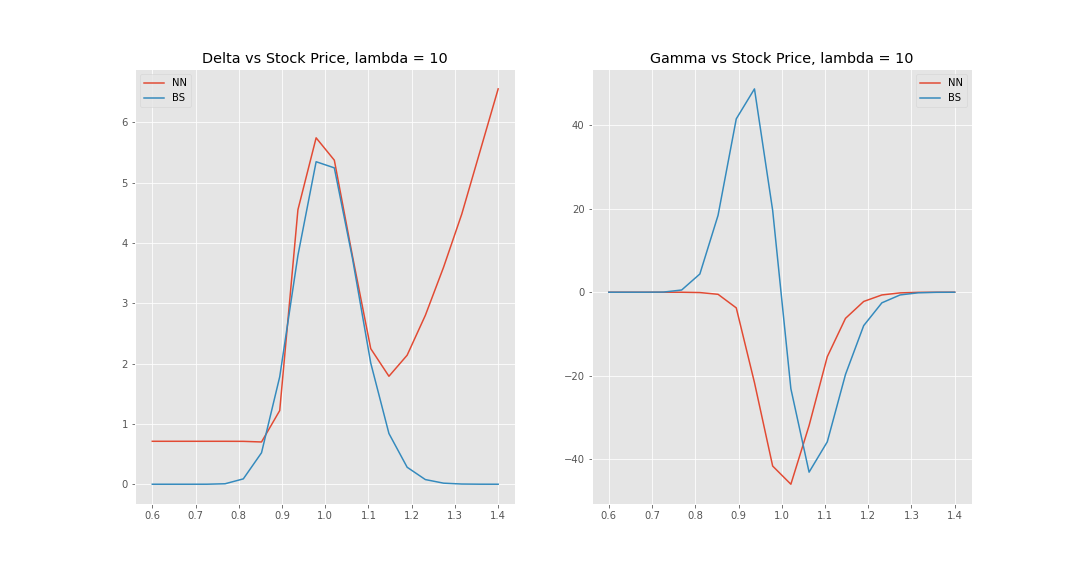 Delta vs Stock Price, lambda = 10
NN
BS
6
5
4
3
2
1
0
0.6 0.7 0.8 0.9 1.0 1.1 1.2 1.3 1.4
Gamma vs Stock Price, lambda = 10
NN
BS
40
20
0
−20
−40
0.6 0.7 0.8 0.9 1.0 1.1 1.2 1.3 1.4